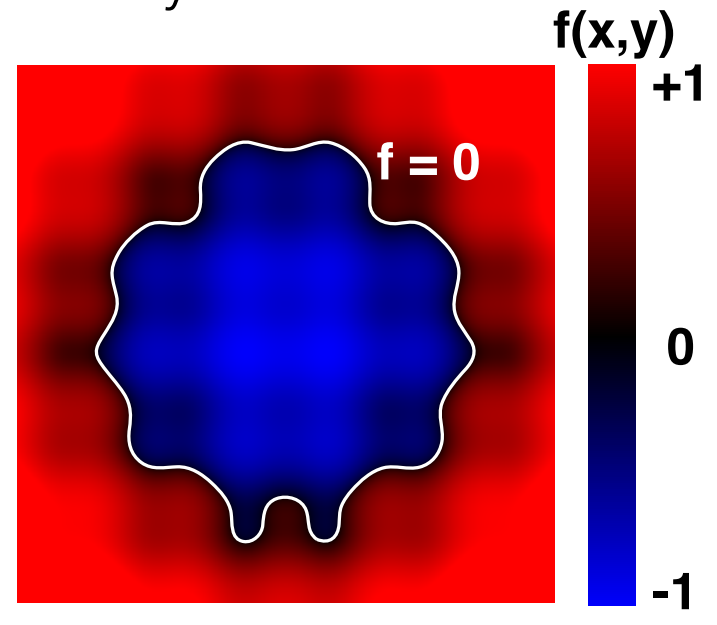 f(x,y)
+1
f = 0
0
-1